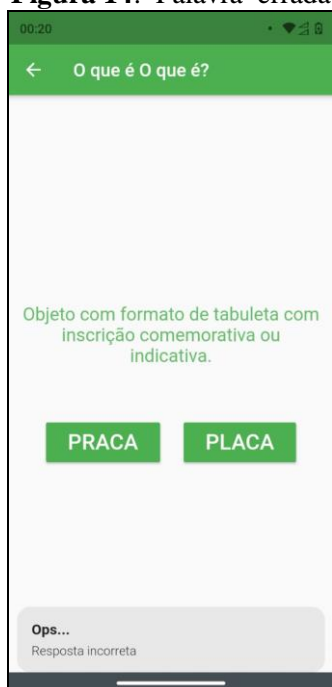 Figura 14: Palavra errada
00:20
O que é O que é?
Objeto com formato de tabuleta com
inscrição comemorativa ou
indicativa.
PRACA PLACA
Ops...
Resposta incorreta